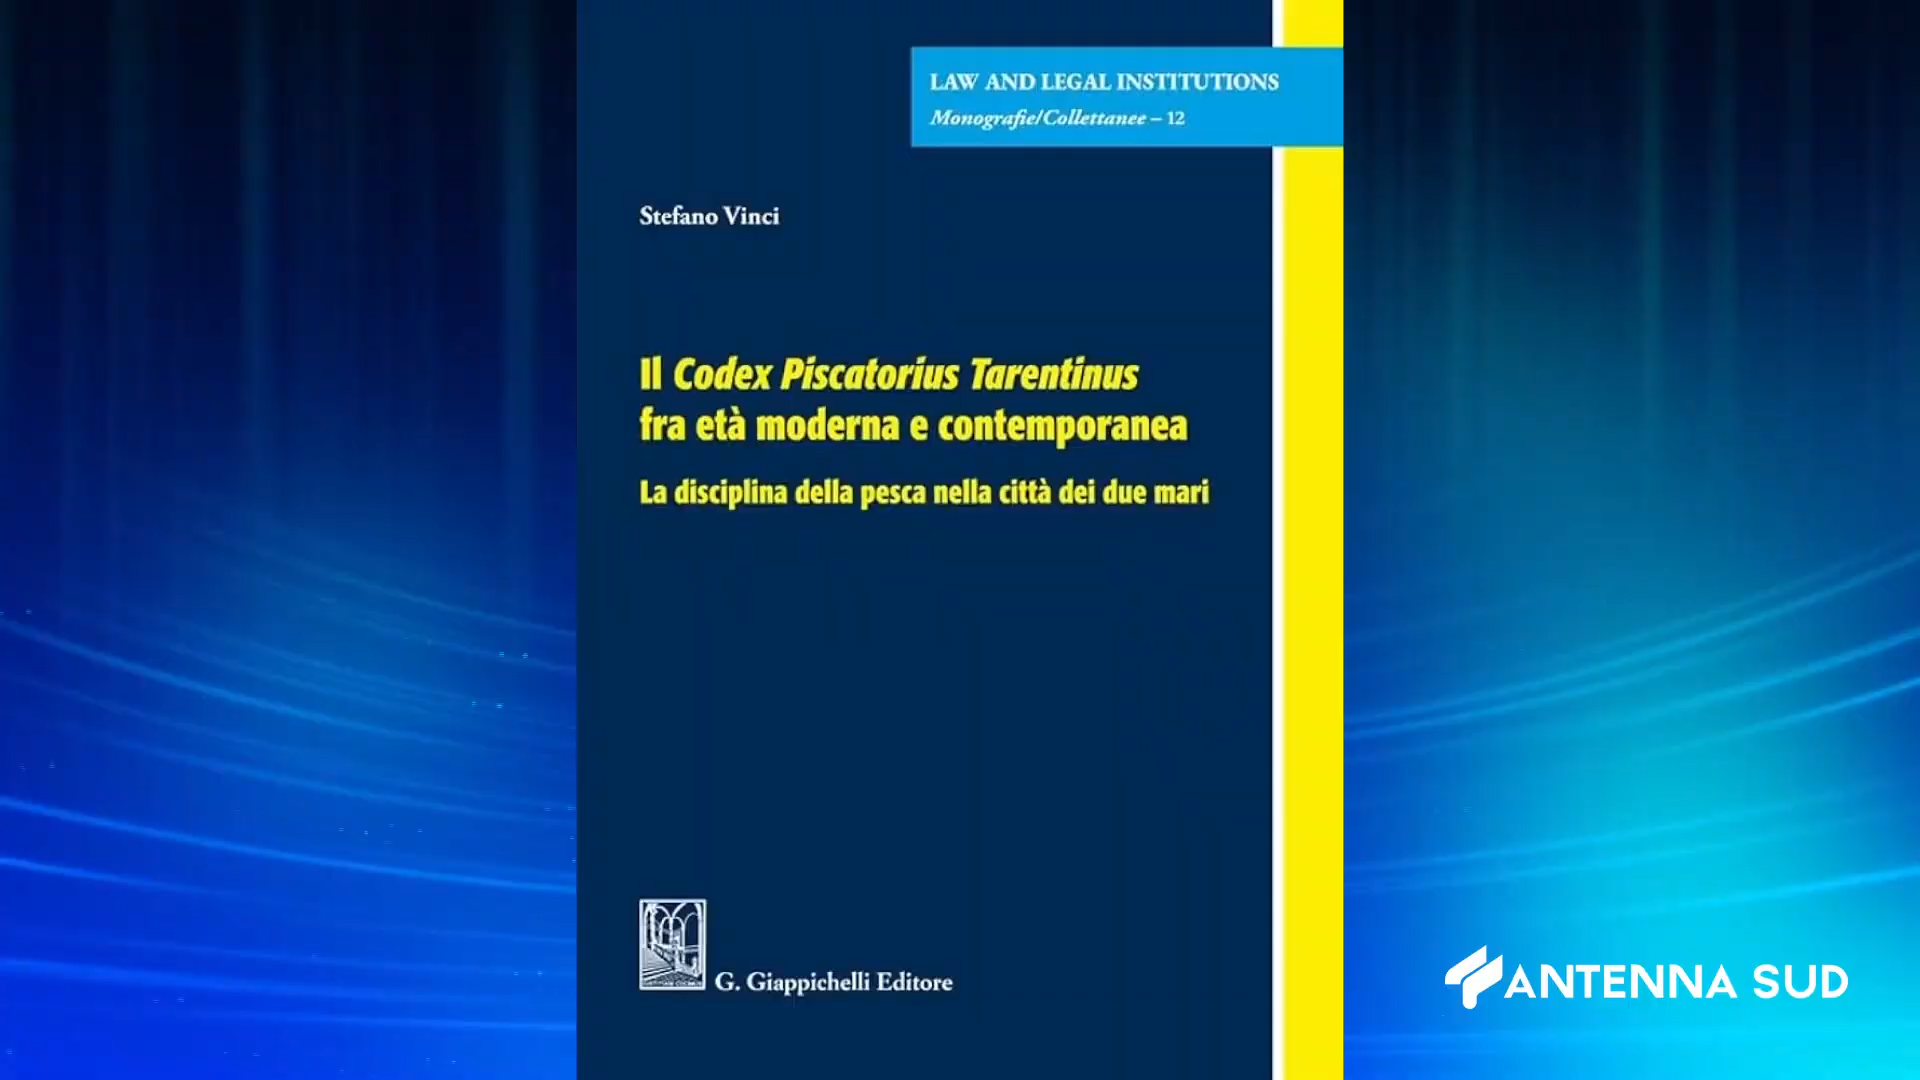 LAW AND LEGAL INSTITUTIONS
Monografie/Collettanee – 12
Stefano Vinci
Il Codex Piscatorius Tarentinus
fra età moderna e contemporanea
La disciplina della pesca nella città dei due mari
G. Giappichelli Editore
ANTENNA SUD